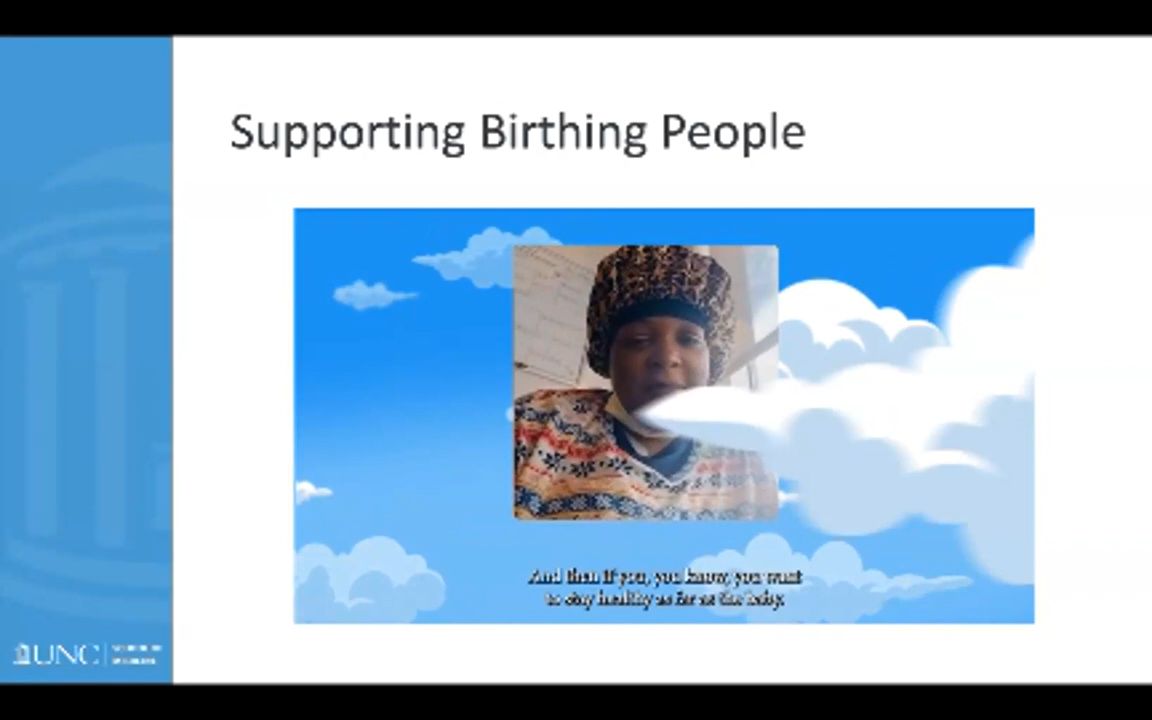 Supporting Birthing People
And then if you, you know, you want
to stay healthy as far as the baby.
UNC